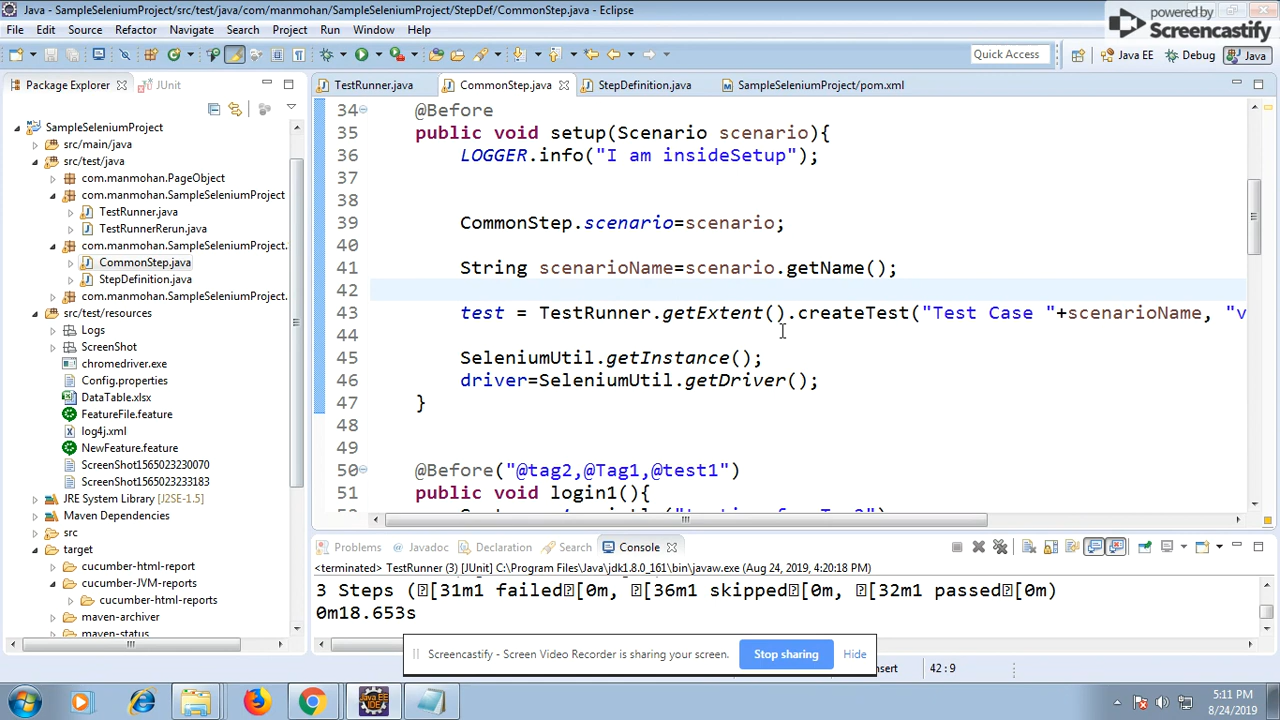 Java - SampleSeleniumProject/src/test/java/com/manmohan/SampleSeleniumProject/StepDef/CommonStep.java - Eclipse
powered by
Screencastify
File Edit Source Refactor Navigate Search Project Run Window Help
Quick Access
Java EE
Debug
Java
Package Explorer
JUnit
TestRunner.java
CommonStep.java
StepDefinition.java
SampleSeleniumProject/pom.xml
SampleSeleniumProject
src/main/java
src/test/java
com.manmohan.PageObject
com.manmohan.SampleSeleniumProject
TestRunner.java
TestRunnerRerun.java
com.manmohan.SampleSeleniumProject.
CommonStep.java
StepDefinition.java
com.manmohan.SampleSeleniumProject.
src/test/resources
Logs
ScreenShot
chromedriver.exe
Config.properties
DataTable.xlsx
FeatureFile.feature
log4j.xml
NewFeature.feature
ScreenShot1565023230070
ScreenShot1565023233183
JRE System Library [J2SE-1.5]
Maven Dependencies
src
target
cucumber-html-report
cucumber-JVM-reports
cucumber-html-reports
maven-archiver
maven-status
34 @Before
35 public void setup(Scenario scenario){
36 LOGGER.info("I am insideSetup");
37
38
39 CommonStep.scenario=scenario;
40
41 String scenarioName=scenario.getName();
42
43 test = TestRunner.getExtent().createTest("Test Case "+scenarioName, "v
44
45 SeleniumUtil.getInstance();
46 driver=SeleniumUtil.getDriver();
47 }
48
49
50 @Before("@tag2,@Tag1,@test1")
51 public void login1(){
Problems
Javadoc
Declaration
Search
Console
<terminated> TestRunner (3) [JUnit] C:\Program Files\Java\jdk1.8.0_161\bin\javaw.exe (Aug 24, 2019, 4:20:18 PM)
3 Steps ([31m1 failed[0m, [36m1 skipped[0m, [32m1 passed[0m)
0m18.653s
Screencastify - Screen Video Recorder is sharing your screen.
Stop sharing
Hide
42:9
5:11 PM
8/24/2019